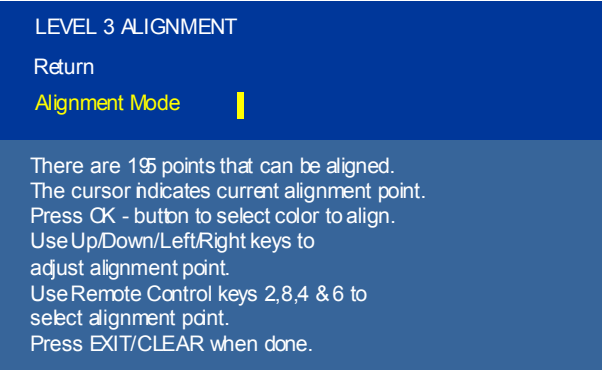 LEVEL 3 ALIGNMENT
Return
Alignment Mode
There are 195 points that can be aligned.
The cursor indicates current alignment point.
Press OK - button to select color to align.
Use Up/Down/Left/Right keys to
adjust alignment point.
Use Remote Control keys 2,8,4 & 6 to
select alignment point.
Press EXIT/CLEAR when done.